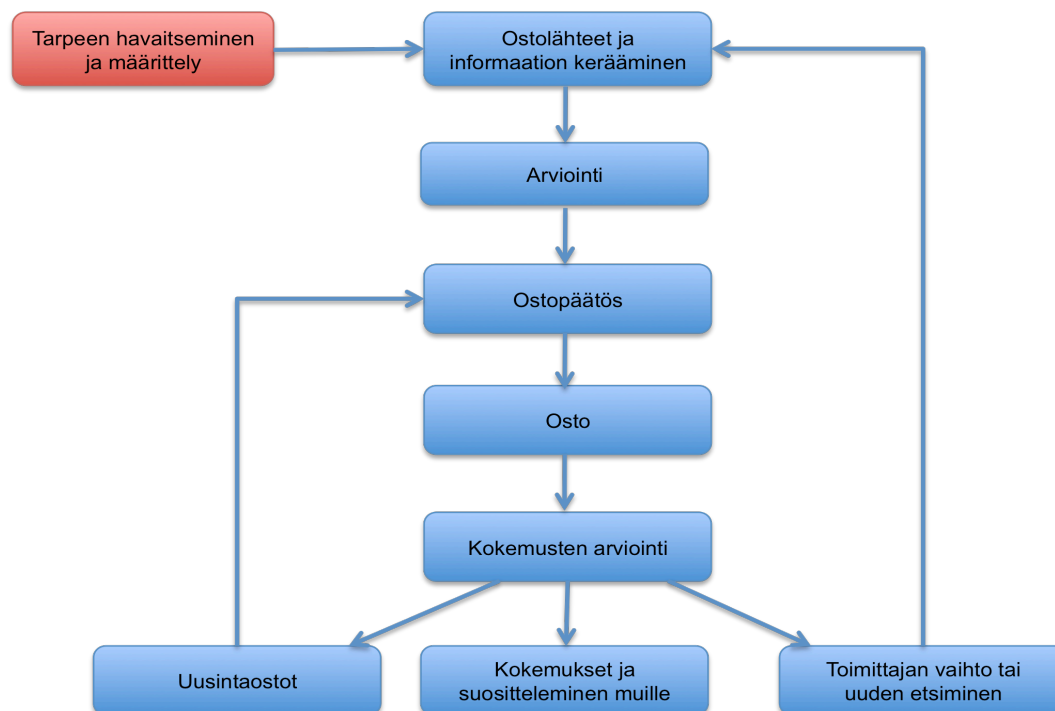 Tarpeen havaitseminen
ja määrittely
Ostolähteet ja
informaation kerääminen
Arviointi
Ostopäätös
Osto
Kokemusten arviointi
Uusintaostot
Kokemukset ja
suositteleminen muille
Toimittajan vaihto tai
uuden etsiminen